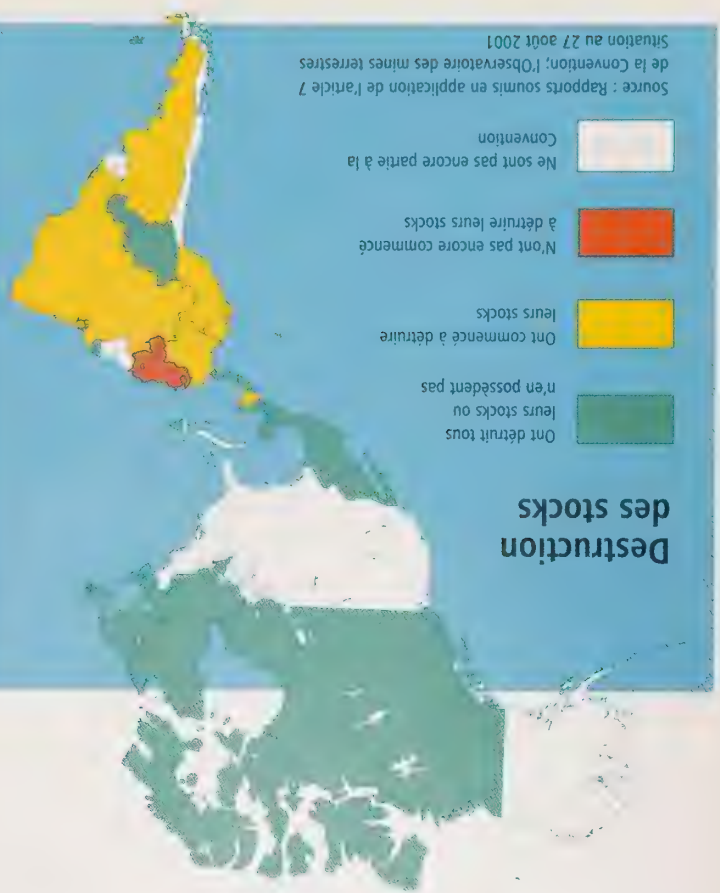 Destruction
des stocks
Ont détruit tous
leurs stocks ou
n'en possèdent pas
Ont commencé à détruire
leurs stocks
N'ont pas encore commencé
à détruire leurs stocks
Ne sont pas encore partie à la
Convention
Source : Rapports soumis en application de l'article 7
de la Convention; l'Observatoire des mines terrestres
Situation au 27 août 2001